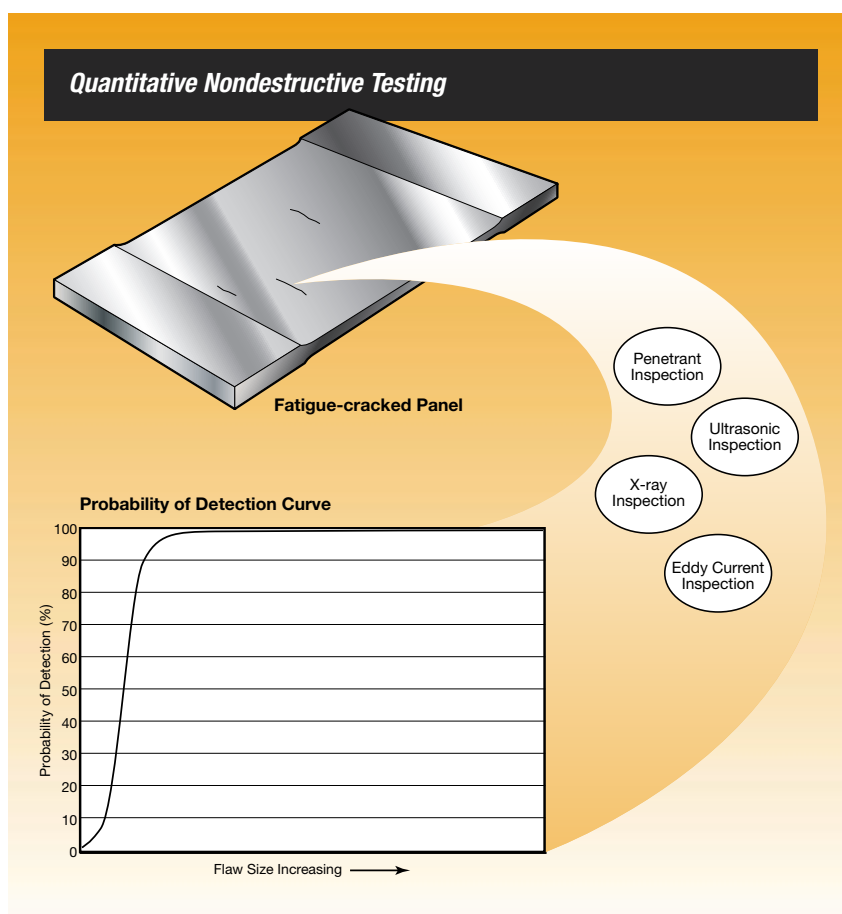 Quantitative Nondestructive Testing
Fatigue-cracked Panel
Penetrant
Inspection
Ultrasonic
Inspection
X-ray
Inspection
Eddy Current
Inspection
Probability of Detection Curve
Probability of Detection (%)
100
90
80
70
60
50
40
30
20
10
0
Flaw Size Increasing